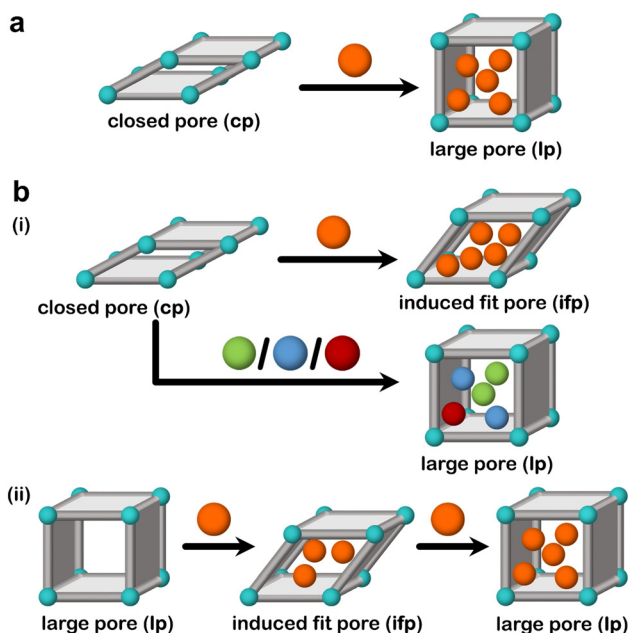 a
closed pore (cp)
large pore (lp)
b
(i)
closed pore (cp)
induced fit pore (ifp)
/ /
large pore (lp)
(ii)
large pore (lp)
induced fit pore (ifp)
large pore (lp)